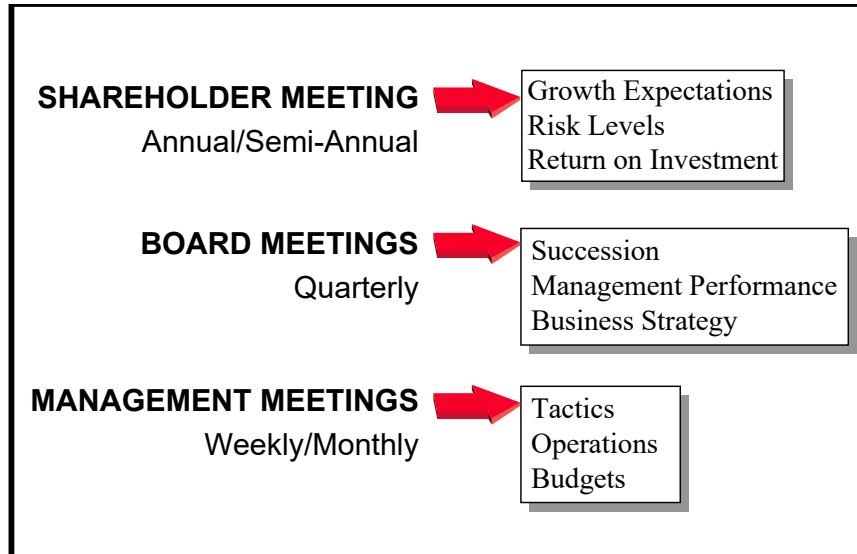 SHAREHOLDER MEETING
Annual/Semi-Annual
Growth Expectations
Risk Levels
Return on Investment
BOARD MEETINGS
Quarterly
Succession
Management Performance
Business Strategy
MANAGEMENT MEETINGS
Weekly/Monthly
Tactics
Operations
Budgets